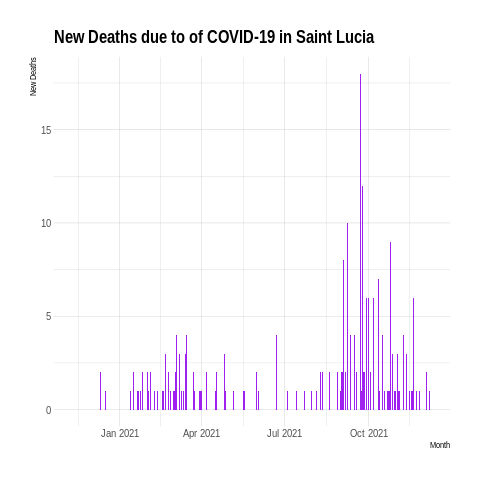 New Deaths due to of COVID-19 in Saint Lucia
New Deaths
15
10
5
0
Jan 2021 Apr 2021 Jul 2021 Oct 2021
Month